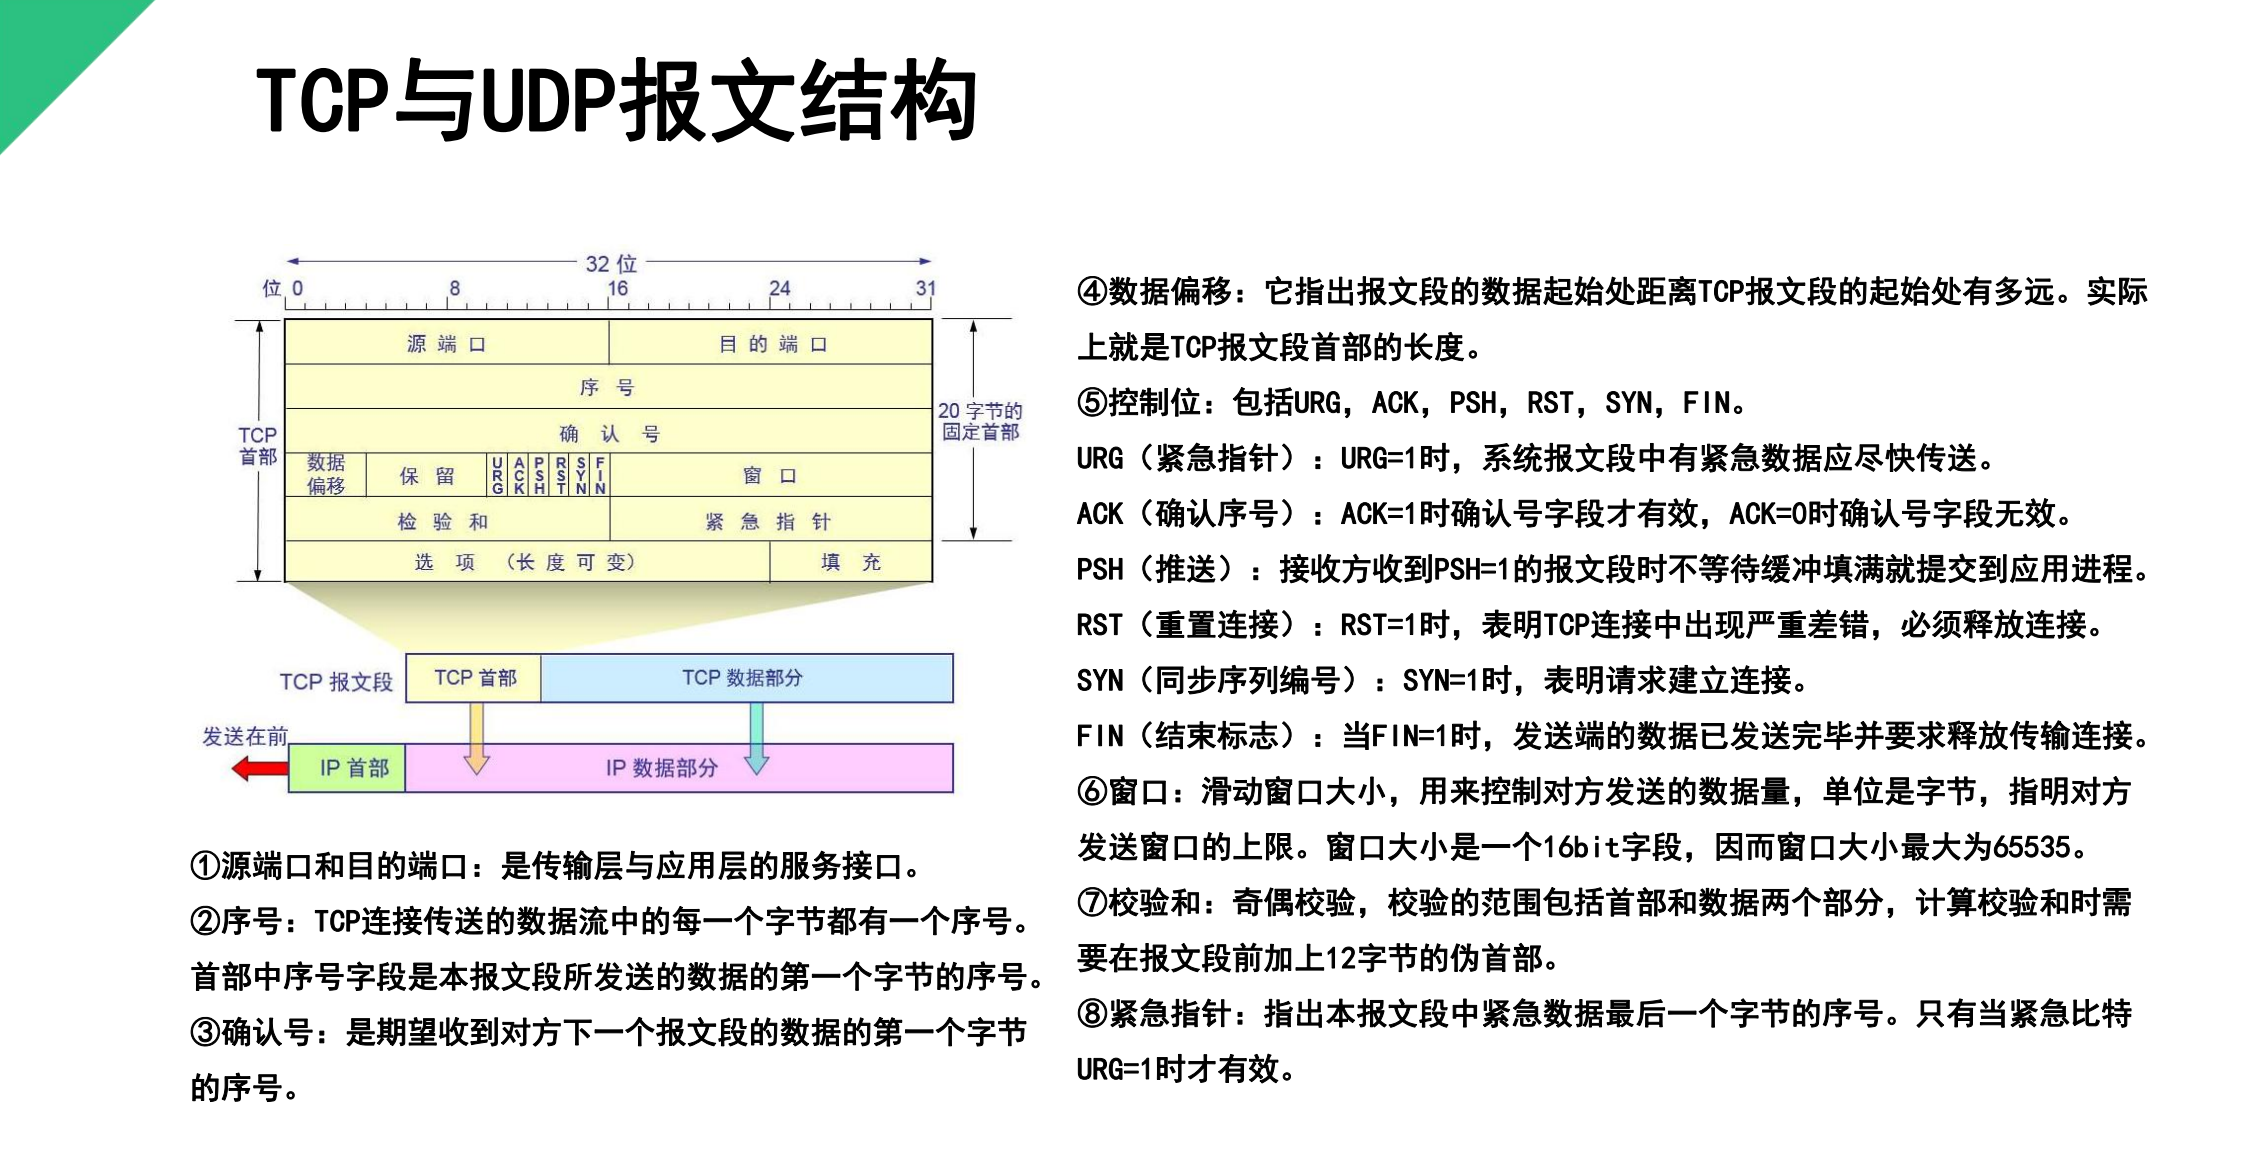 TCP与UDP报文结构
32 位
位 0 8 16 24 31
源 端 口 目 的 端 口
序 号
确 认 号
20 字节的
固定首部
TCP
首部
数据
偏移
保 留
URG
ACK
PSH
RST
SYN
FIN
窗 口
检 验 和 紧 急 指 针
选 项 （长 度 可 变） 填 充
TCP 报文段 TCP 首部 TCP 数据部分
发送在前
IP 首部 IP 数据部分
①源端口和目的端口：是传输层与应用层的服务接口。
②序号：TCP连接传送的数据流中的每一个字节都有一个序号。
首部中序号字段是本报文段所发送的数据的第一个字节的序号。
③确认号：是期望收到对方下一个报文段的数据的第一个字节
的序号。
④数据偏移：它指出报文段的数据起始处距离TCP报文段的起始处有多远。实际
上就是TCP报文段首部的长度。
⑤控制位：包括URG，ACK，PSH，RST，SYN，FIN。
URG（紧急指针）：URG=1时，系统报文段中有紧急数据应尽快传送。
ACK（确认序号）：ACK=1时确认号字段才有效，ACK=0时确认号字段无效。
PSH（推送）：接收方收到PSH=1的报文段时不等待缓冲填满就提交到应用进程。
RST（重置连接）：RST=1时，表明TCP连接中出现严重差错，必须释放连接。
SYN（同步序列编号）：SYN=1时，表明请求建立连接。
FIN（结束标志）：当FIN=1时，发送端的数据已发送完毕并要求释放传输连接。
⑥窗口：滑动窗口大小，用来控制对方发送的数据量，单位是字节，指明对方
发送窗口的上限。窗口大小是一个16bit字段，因而窗口大小最大为65535。
⑦校验和：奇偶校验，校验的范围包括首部和数据两个部分，计算校验和时需
要在报文段前加上12字节的伪首部。
⑧紧急指针：指出本报文段中紧急数据最后一个字节的序号。只有当紧急比特
URG=1时才有效。